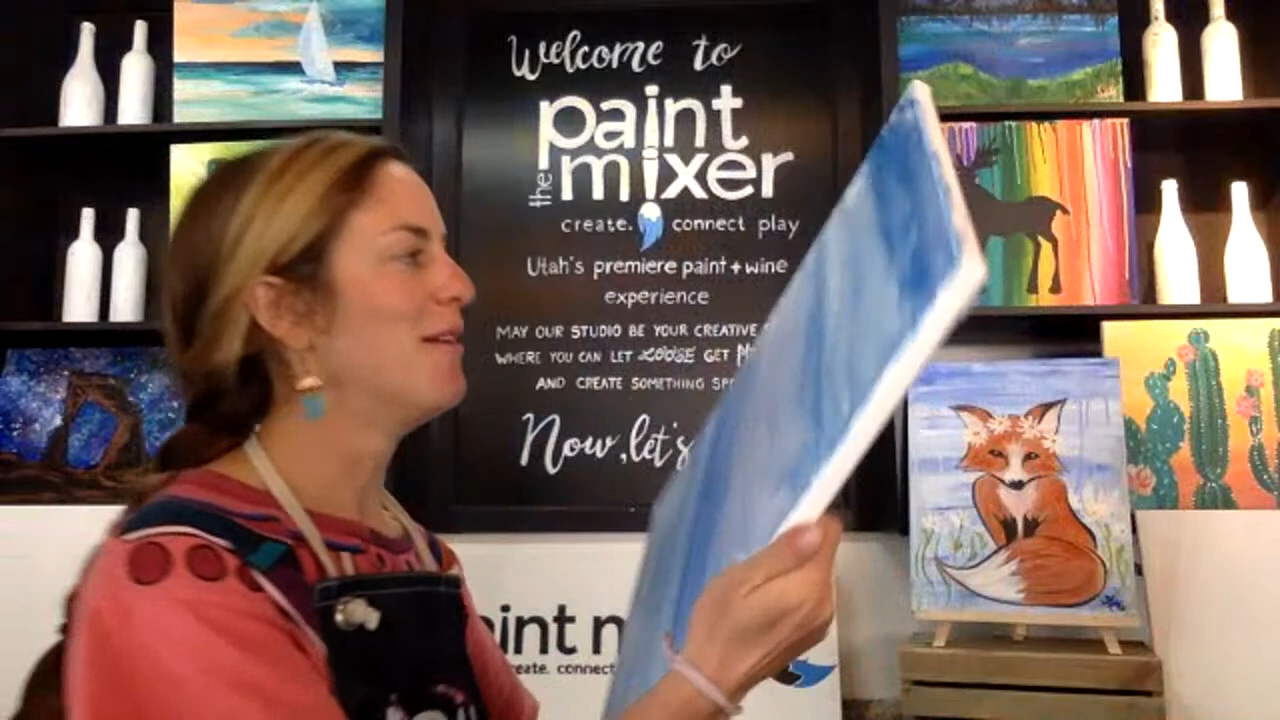 Welcome to
paint
the mixer
create. connect play
Utah's premiere paint + wine
experience
MAY OUR STUDIO BE YOUR CREATIVE
WHERE YOU CAN LET LOOSE GET
AND CREATE SOMETHING
Now, let's
create. connect